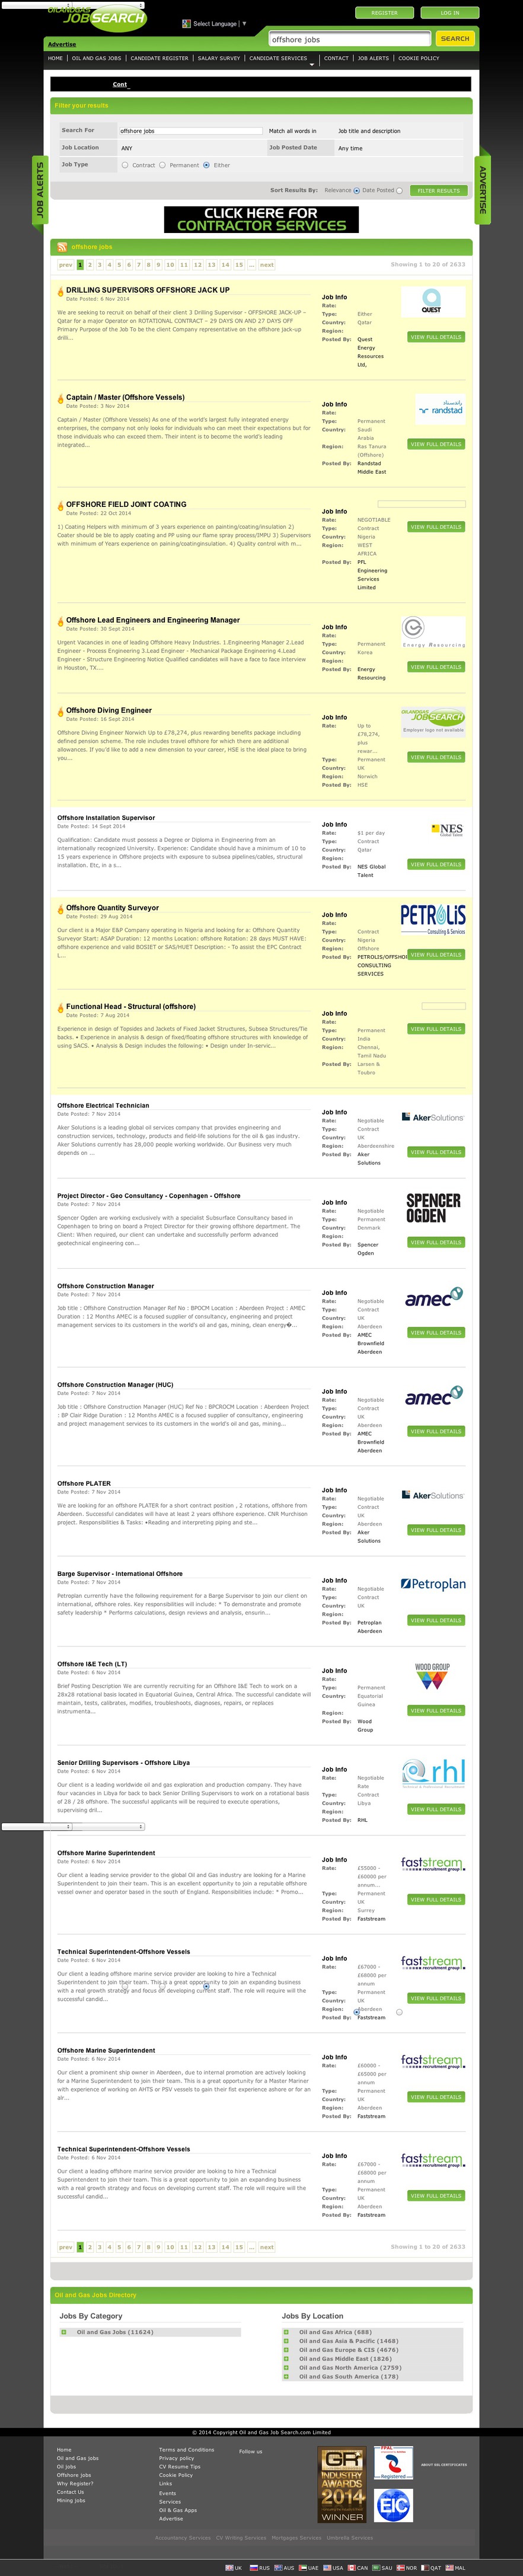 OILANDGAS
JOBSEARCH
Select Language ▼
REGISTER
LOG IN
Advertise
offshore jobs
SEARCH
HOME
OIL AND GAS JOBS
CANDIDATE REGISTER
SALARY SURVEY
CANDIDATE SERVICES
CONTACT
JOB ALERTS
COOKIE POLICY
Cont_
Filter your results
Search For
offshore jobs
Match all words in
Job title and description
Job Location
ANY
Job Posted Date
Any time
Job Type
Contract
Permanent
Either
Sort Results By:
Relevance
Date Posted
FILTER RESULTS
JOB ALERTS
ADVERTISE
CLICK HERE FOR
CONTRACTOR SERVICES
offshore jobs
prev 1 2 3 4 5 6 7 8 9 10 11 12 13 14 15 ... next
Showing 1 to 20 of 2633
DRILLING SUPERVISORS OFFSHORE JACK UP
Date Posted: 6 Nov 2014
We are seeking to recruit on behalf of their client 3 Drilling Supervisor - OFFSHORE JACK-UP –
Qatar for a major Operator on ROTATIONAL CONTRACT – 29 DAYS ON AND 27 DAYS OFF
Primary Purpose of the Job To be the client Company representative on the offshore jack-up
drill...
Job Info
Rate:
Type: Either
Country: Qatar
Region:
Posted By: Quest
Energy
Resources
Ltd,
QUEST
VIEW FULL DETAILS
Captain / Master (Offshore Vessels)
Date Posted: 3 Nov 2014
Captain / Master (Offshore Vessels) As one of the world's largest fully integrated energy
enterprises, the company not only looks for individuals who can meet their expectations but for
those individuals who can exceed them. Their intent is to become the world's leading
integrated...
Job Info
Rate:
Type: Permanent
Country: Saudi
Arabia
Region: Ras Tanura
(Offshore)
Posted By: Randstad
Middle East
randstad
VIEW FULL DETAILS
OFFSHORE FIELD JOINT COATING
Date Posted: 22 Oct 2014
1) Coating Helpers with minimum of 3 years experience on painting/coating/insulation 2)
Coater should be ble to apply coating and PP using our flame spray process/IMPU 3) Supervisors
with minimum of Years experience on paining/coatinginsulation. 4) Quality control with m...
Job Info
Rate: NEGOTIABLE
Type: Contract
Country: Nigeria
Region: WEST
AFRICA
Posted By: PFL
Engineering
Services
Limited
VIEW FULL DETAILS
Offshore Lead Engineers and Engineering Manager
Date Posted: 30 Sept 2014
Urgent Vacancies in one of leading Offshore Heavy Industries. 1.Engineering Manager 2.Lead
Engineer - Process Engineering 3.Lead Engineer - Mechanical Package Engineering 4.Lead
Engineer - Structure Engineering Notice Qualified candidates will have a face to face interview
in Houston, TX....
Job Info
Rate:
Type: Permanent
Country: Korea
Region:
Posted By: Energy
Resourcing
Energy Resourcing
VIEW FULL DETAILS
Offshore Diving Engineer
Date Posted: 16 Sept 2014
Offshore Diving Engineer Norwich Up to £78,274, plus rewarding benefits package including
defined pension scheme. The role includes travel for which there are additional
allowances. If you'd like to add a new dimension to your career, HSE is the ideal place to bring
you...
Job Info
Rate: Up to
£78,274,
plus
rewar...
Type: Permanent
Country: UK
Region: Norwich
Posted By: HSE
OILANDGAS
JOBSEARCH
Employer logo not available
VIEW FULL DETAILS
Offshore Installation Supervisor
Date Posted: 14 Sept 2014
Qualification: Candidate must possess a Degree or Diploma in Engineering from an
Internationally recognized University. Experience: Candidate should have a minimum of 10 to
15 years experience in Offshore projects with exposure to subsea pipelines/cables, structural
installation. Etc, in a s...
Job Info
Rate: $1 per day
Type: Contract
Country: Qatar
Region:
Posted By: NES Global
Talent
NES
Global Talent
VIEW FULL DETAILS
Offshore Quantity Surveyor
Date Posted: 29 Aug 2014
Our client is a Major E&P Company operating in Nigeria and looking for a: Offshore Quantity
Surveyor Start: ASAP Duration: 12 months Location: offshore Rotation: 28 days MUST HAVE:
offshore experience and valid BOSIET or SAS/HUET Description: - To assist the EPC Contract
L...
Job Info
Rate:
Type: Contract
Country: Nigeria
Region: Offshore
Posted By: PETROLIS/OFFSHOR
CONSULTING
SERVICES
PETROLIS
Consulting & Services
VIEW FULL DETAILS
Functional Head - Structural (offshore)
Date Posted: 7 Aug 2014
Experience in design of Topsides and Jackets of Fixed Jacket Structures, Subsea Structures/Tie
backs. • Experience in analysis & design of fixed/floating offshore structures with knowledge of
using SACS. • Analysis & Design includes the following: • Design under In-servic...
Job Info
Rate:
Type: Permanent
Country: India
Region: Chennai,
Tamil Nadu
Posted By: Larsen &
Toubro
VIEW FULL DETAILS
Offshore Electrical Technician
Date Posted: 7 Nov 2014
Aker Solutions is a leading global oil services company that provides engineering and
construction services, technology, products and field-life solutions for the oil & gas industry.
Aker Solutions currently has 28,000 people working worldwide. Our Business very much
depends on ...
Job Info
Rate: Negotiable
Type: Contract
Country: UK
Region: Aberdeenshire
Posted By: Aker
Solutions
AkerSolutions
VIEW FULL DETAILS
Project Director - Geo Consultancy - Copenhagen - Offshore
Date Posted: 7 Nov 2014
Spencer Ogden are working exclusively with a specialist Subsurface Consultancy based in
Copenhagen to bring on board a Project Director for their growing offshore department. The
Client: When required, our client can undertake and successfully perform advanced
geotechnical engineering con...
Job Info
Rate: Negotiable
Type: Permanent
Country: Denmark
Region:
Posted By: Spencer
Ogden
SPENCER
OGDEN
VIEW FULL DETAILS
Offshore Construction Manager
Date Posted: 7 Nov 2014
Job title : Offshore Construction Manager Ref No : BPOCM Location : Aberdeen Project : AMEC
Duration : 12 Months AMEC is a focused supplier of consultancy, engineering and project
management services to its customers in the world's oil and gas, mining, clean energy�...
Job Info
Rate: Negotiable
Type: Contract
Country: UK
Region: Aberdeen
Posted By: AMEC
Brownfield
Aberdeen
amec
VIEW FULL DETAILS
Offshore Construction Manager (HUC)
Date Posted: 7 Nov 2014
Job title : Offshore Construction Manager (HUC) Ref No : BPCROCM Location : Aberdeen Project
: BP Clair Ridge Duration : 12 Months AMEC is a focused supplier of consultancy, engineering
and project management services to its customers in the world's oil and gas, mining...
Job Info
Rate: Negotiable
Type: Contract
Country: UK
Region: Aberdeen
Posted By: AMEC
Brownfield
Aberdeen
amec
VIEW FULL DETAILS
Offshore PLATER
Date Posted: 7 Nov 2014
We are looking for an offshore PLATER for a short contract position , 2 rotations, offshore from
Aberdeen. Successful candidates will have at least 2 years offshore experience. CNR Murchison
project. Responsibilities & Tasks: •Reading and interpreting piping and ste...
Job Info
Rate: Negotiable
Type: Contract
Country: UK
Region: Aberdeen
Posted By: Aker
Solutions
AkerSolutions
VIEW FULL DETAILS
Barge Supervisor - International Offshore
Date Posted: 7 Nov 2014
Petroplan currently have the following requirement for a Barge Supervisor to join our client on
international, offshore roles. Key responsibilities will include: * To demonstrate and promote
safety leadership * Performs calculations, design reviews and analysis, ensurin...
Job Info
Rate: Negotiable
Type: Contract
Country: UK
Region:
Posted By: Petroplan
Aberdeen
Petroplan
VIEW FULL DETAILS
Offshore I&E Tech (LT)
Date Posted: 6 Nov 2014
Brief Posting Description We are currently recruiting for an Offshore I&E Tech to work on a
28x28 rotational basis located in Equatorial Guinea, Central Africa. The successful candidate will
maintain, tests, calibrates, modifies, troubleshoots, diagnoses, repairs, or replaces
instrumenta...
Job Info
Rate:
Type: Permanent
Country: Equatorial
Guinea
Region:
Posted By: Wood
Group
WOOD GROUP
VIEW FULL DETAILS
Senior Drilling Supervisors - Offshore Libya
Date Posted: 6 Nov 2014
Our client is a leading worldwide oil and gas exploration and production company. They have
four vacancies in Libya for back to back Senior Drilling Supervisors to work on a rotational basis
of 28 / 28 offshore. The successful applicants will be required to execute operations,
supervising dril...
Job Info
Rate: Negotiable
Rate
Type: Contract
Country: Libya
Region:
Posted By: RHL
rhl
VIEW FULL DETAILS
Offshore Marine Superintendent
Date Posted: 6 Nov 2014
Our client a leading service provider to the global Oil and Gas industry are looking for a Marine
Superintendent to join their team. This is an excellent opportunity to join a reputable offshore
vessel owner and operator based in the south of England. Responsibilities include: * Promo...
Job Info
Rate: £55000 -
£60000 per
annum...
Type: Permanent
Country: UK
Region: Surrey
Posted By: Faststream
faststream
VIEW FULL DETAILS
Technical Superintendent-Offshore Vessels
Date Posted: 6 Nov 2014
Our client a leading offshore marine service provider are looking to hire a Technical
Superintendent to join their team. This is a great opportunity to join an expanding business
with a real growth strategy and focus on developing current staff. The role will require the
successful candid...
Job Info
Rate: £67000 -
£68000 per
annum
Type: Permanent
Country: UK
Region: Aberdeen
Posted By: Faststream
faststream
VIEW FULL DETAILS
Offshore Marine Superintendent
Date Posted: 6 Nov 2014
Our client a prominent ship owner in Aberdeen, due to internal promotion are actively looking
for a Marine Superintendent to join their team. This is a great opportunity for a Master Mariner
with experience of working on AHTS or PSV vessels to gain their full experience ashore or for an
air...
Job Info
Rate: £60000 -
£65000 per
annum
Type: Permanent
Country: UK
Region: Aberdeen
Posted By: Faststream
faststream
VIEW FULL DETAILS
Technical Superintendent-Offshore Vessels
Date Posted: 6 Nov 2014
Our client a leading offshore marine service provider are looking to hire a Technical
Superintendent to join their team. This is a great opportunity to join an expanding business
with a real growth strategy and focus on developing current staff. The role will require the
successful candid...
Job Info
Rate: £67000 -
£68000 per
annum
Type: Permanent
Country: UK
Region: Aberdeen
Posted By: Faststream
faststream
VIEW FULL DETAILS
prev 1 2 3 4 5 6 7 8 9 10 11 12 13 14 15 ... next
Showing 1 to 20 of 2633
Oil and Gas Jobs Directory
Jobs By Category
Oil and Gas Jobs (11624)
Jobs By Location
Oil and Gas Africa (688)
Oil and Gas Asia & Pacific (1468)
Oil and Gas Europe & CIS (4676)
Oil and Gas Middle East (1826)
Oil and Gas North America (2759)
Oil and Gas South America (178)
© 2014 Copyright Oil and Gas Job Search.com Limited
Home
Oil and Gas jobs
Oil jobs
Offshore jobs
Why Register?
Contact Us
Mining jobs
Terms and Conditions
Privacy policy
CV Resume Tips
Cookie Policy
Links
Events
Services
Oil & Gas Apps
Advertise
Follow us
GR
INDUSTRY
AWARDS
2014
WINNER
FPAL
Registered
EIC
ABOUT SSL CERTIFICATES
Accountancy Services
CV Writing Services
Mortgages Services
Umbrella Services
UK RUS AUS UAE USA CAN SAU NOR QAT MAL